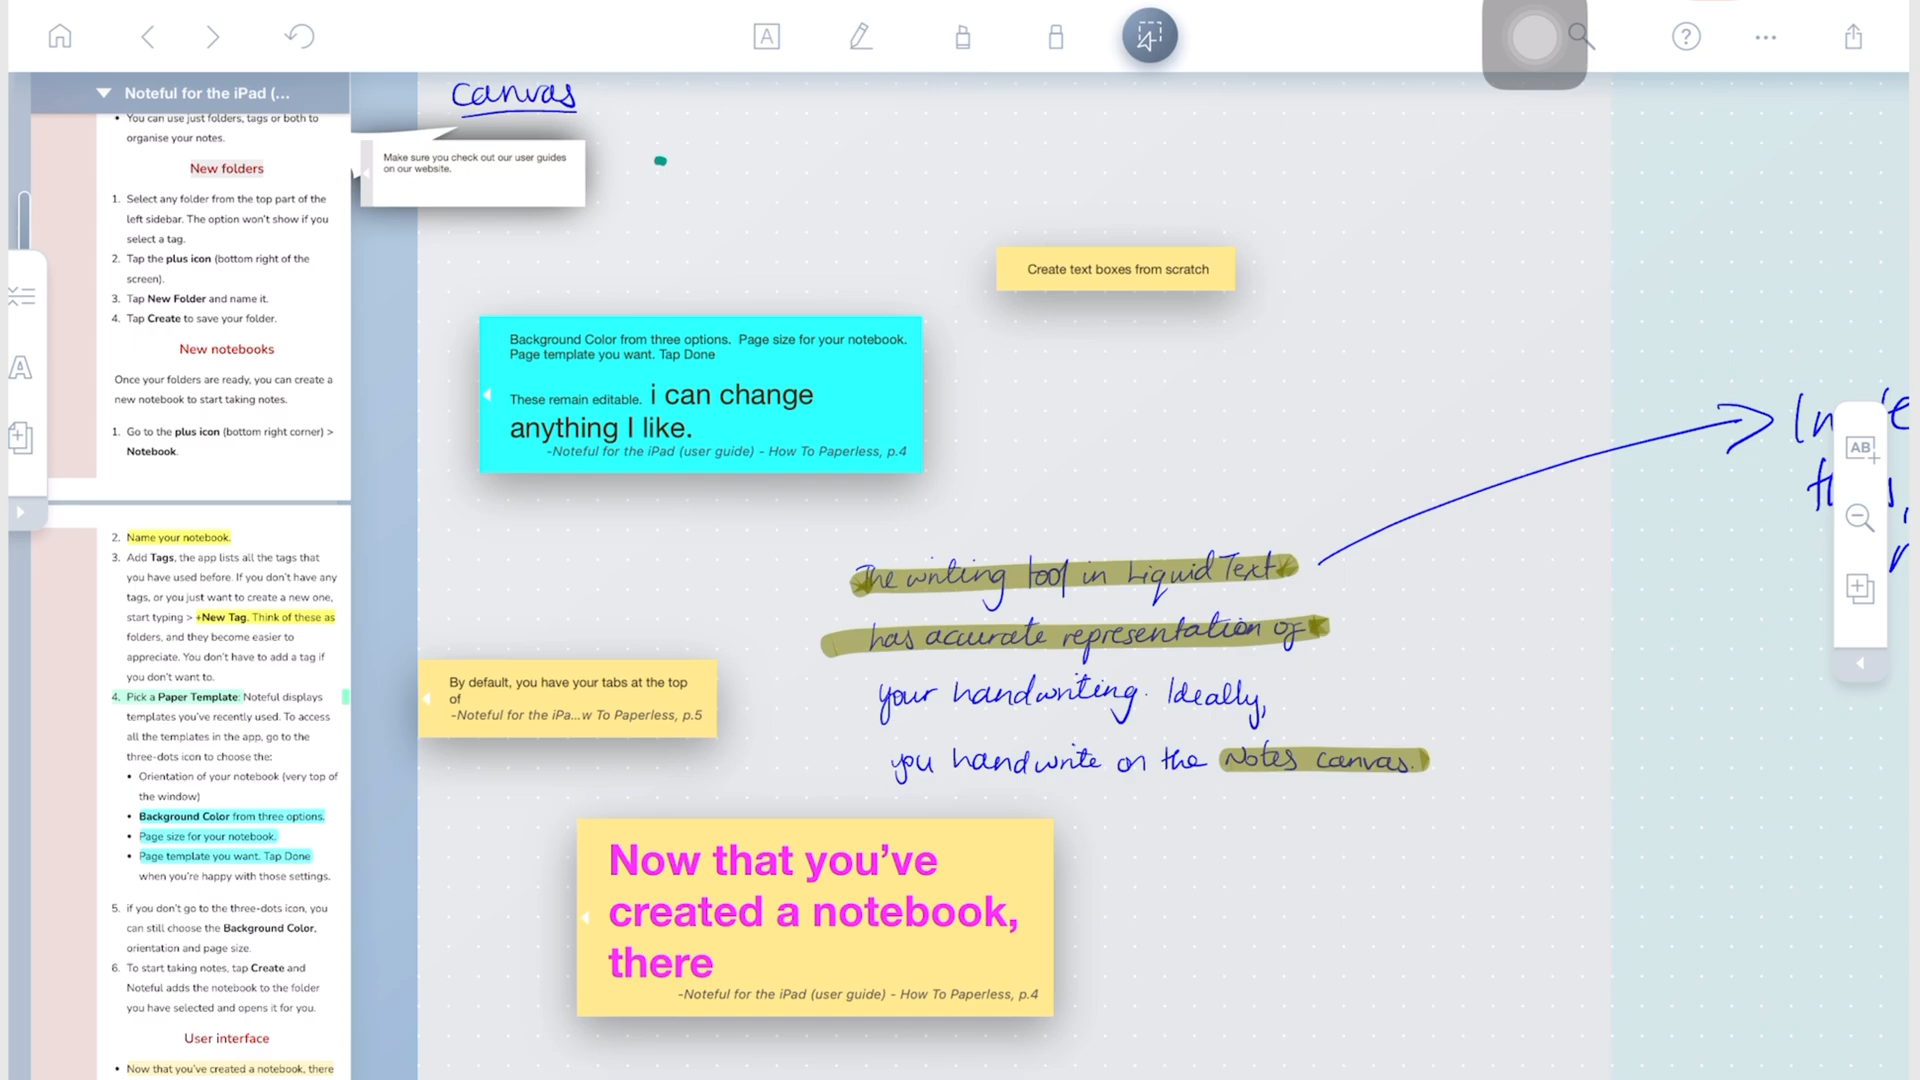 Noteful for the iPad (...
• You can use just folders, tags or both to
organise your notes.
New folders
1. Select any folder from the top part of the
left sidebar. The option won't show if you
select a tag.
2. Tap the plus icon (bottom right of the
screen).
3. Tap New Folder and name it.
4. Tap Create to save your folder.
New notebooks
Once your folders are ready, you can create a
new notebook to start taking notes.
1. Go to the plus icon (bottom right corner) >
Notebook.
2. Name your notebook.
3. Add Tags, the app lists all the tags that
you have used before. If you don't have any
tags, or you just want to create a new one,
start typing > +New Tag. Think of these as
folders, and they become easier to
appreciate. You don't have to add a tag if
you don't want to.
4. Pick a Paper Template: Noteful displays
templates you've recently used. To access
all the templates in the app, go to the
three-dots icon to choose the:
• Orientation of your notebook (very top of
the window)
• Background Color from three options.
• Page size for your notebook.
• Page template you want. Tap Done
when you're happy with those settings.
5. if you don't go to the three-dots icon, you
can still choose the Background Color,
orientation and page size.
6. To start taking notes, tap Create and
Noteful adds the notebook to the folder
you have selected and opens it for you.
User interface
• Now that you've created a notebook, there
A
Canvas
Make sure you check out our user guides
on our website.
Create text boxes from scratch
Background Color from three options. Page size for your notebook.
Page template you want. Tap Done
These remain editable. i can change
anything I like.
-Noteful for the iPad (user guide) - How To Paperless, p.4
The writing tool in LiquidText
has accurate representation of
your handwriting. Ideally,
you handwrite on the Notes canvas.
By default, you have your tabs at the top
of
-Noteful for the iPa...w To Paperless, p.5
Now that you've
created a notebook,
there
-Noteful for the iPad (user guide) - How To Paperless, p.4
A
AB